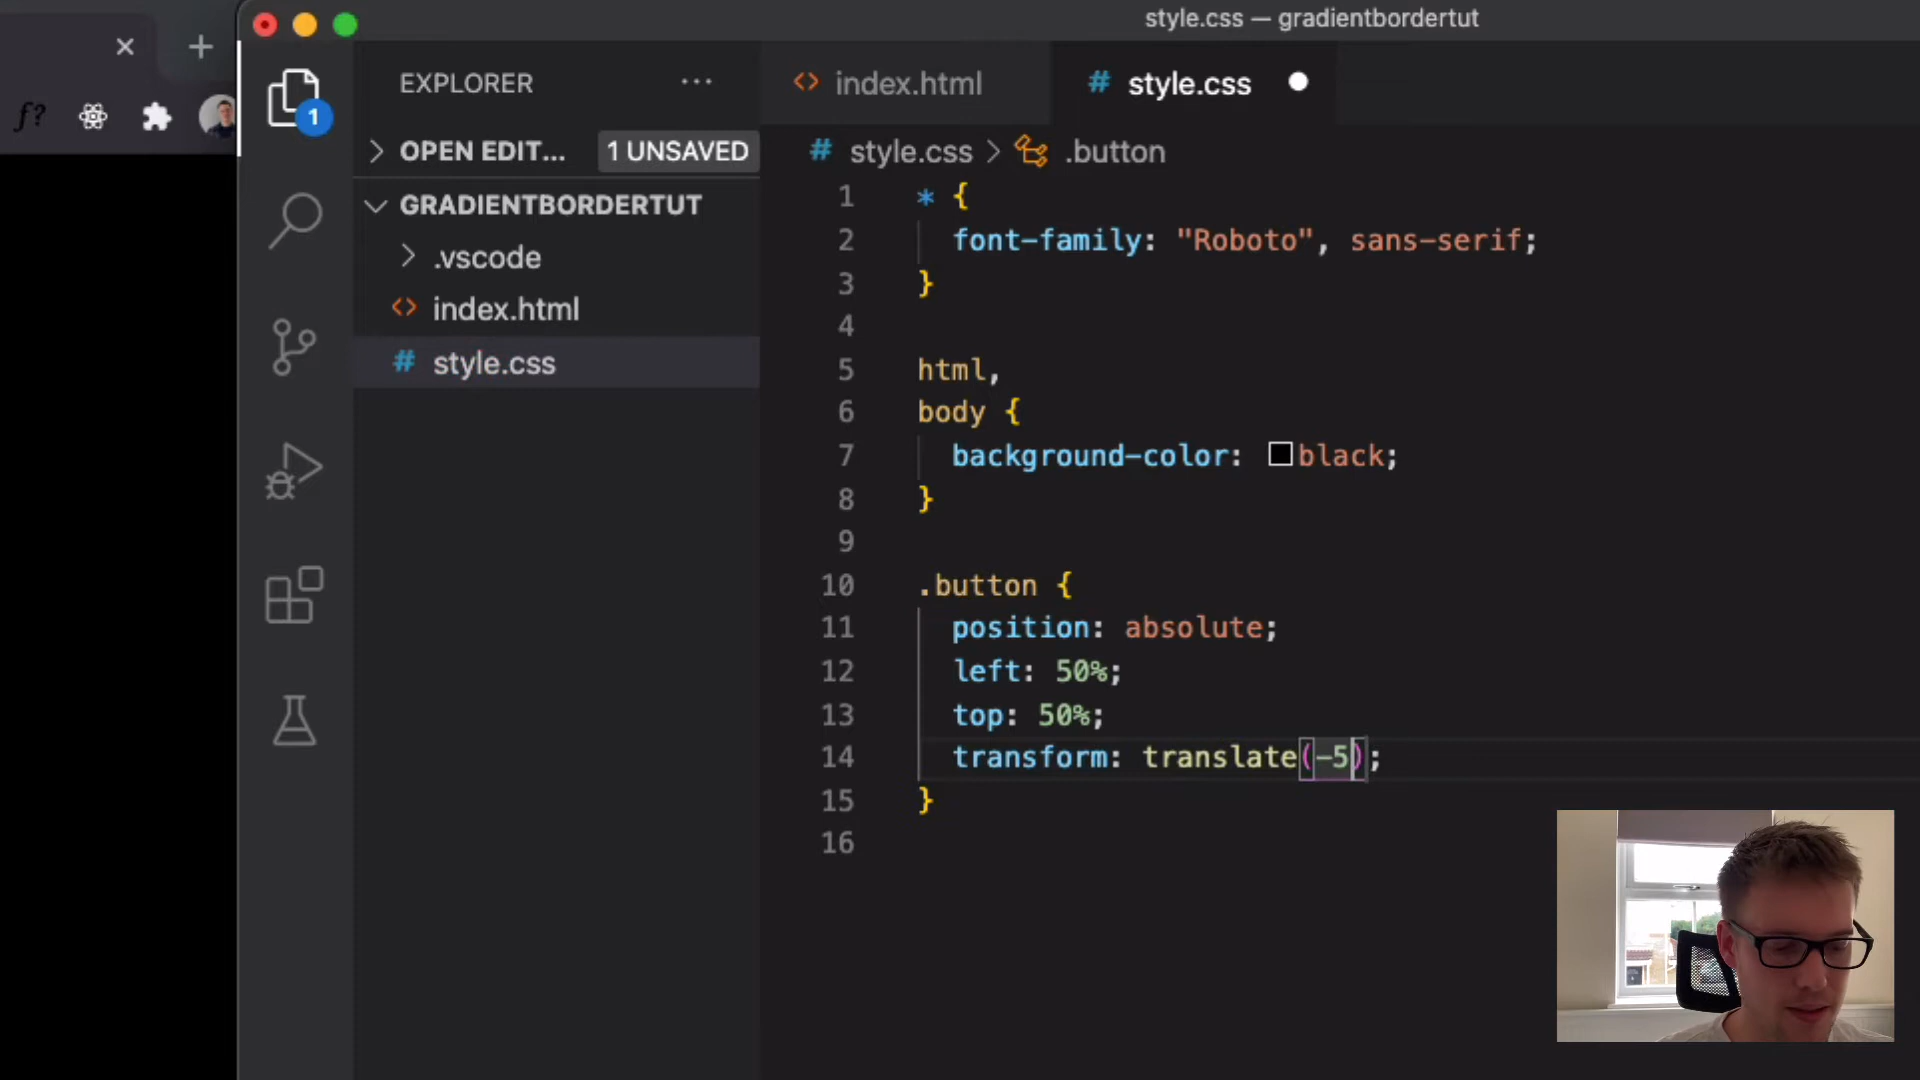 style.css — gradientbordertut
f?
EXPLORER
index.html
# style.css
1
OPEN EDIT... 1 UNSAVED
# style.css > .button
GRADIENTBORDERTUT
.vscode
index.html
# style.css
1 * {
2 font-family: "Roboto", sans-serif;
3 }
4
5 html,
6 body {
7 background-color: black;
8 }
9
10 .button {
11 position: absolute;
12 left: 50%;
13 top: 50%;
14 transform: translate(-5);
15 }
16